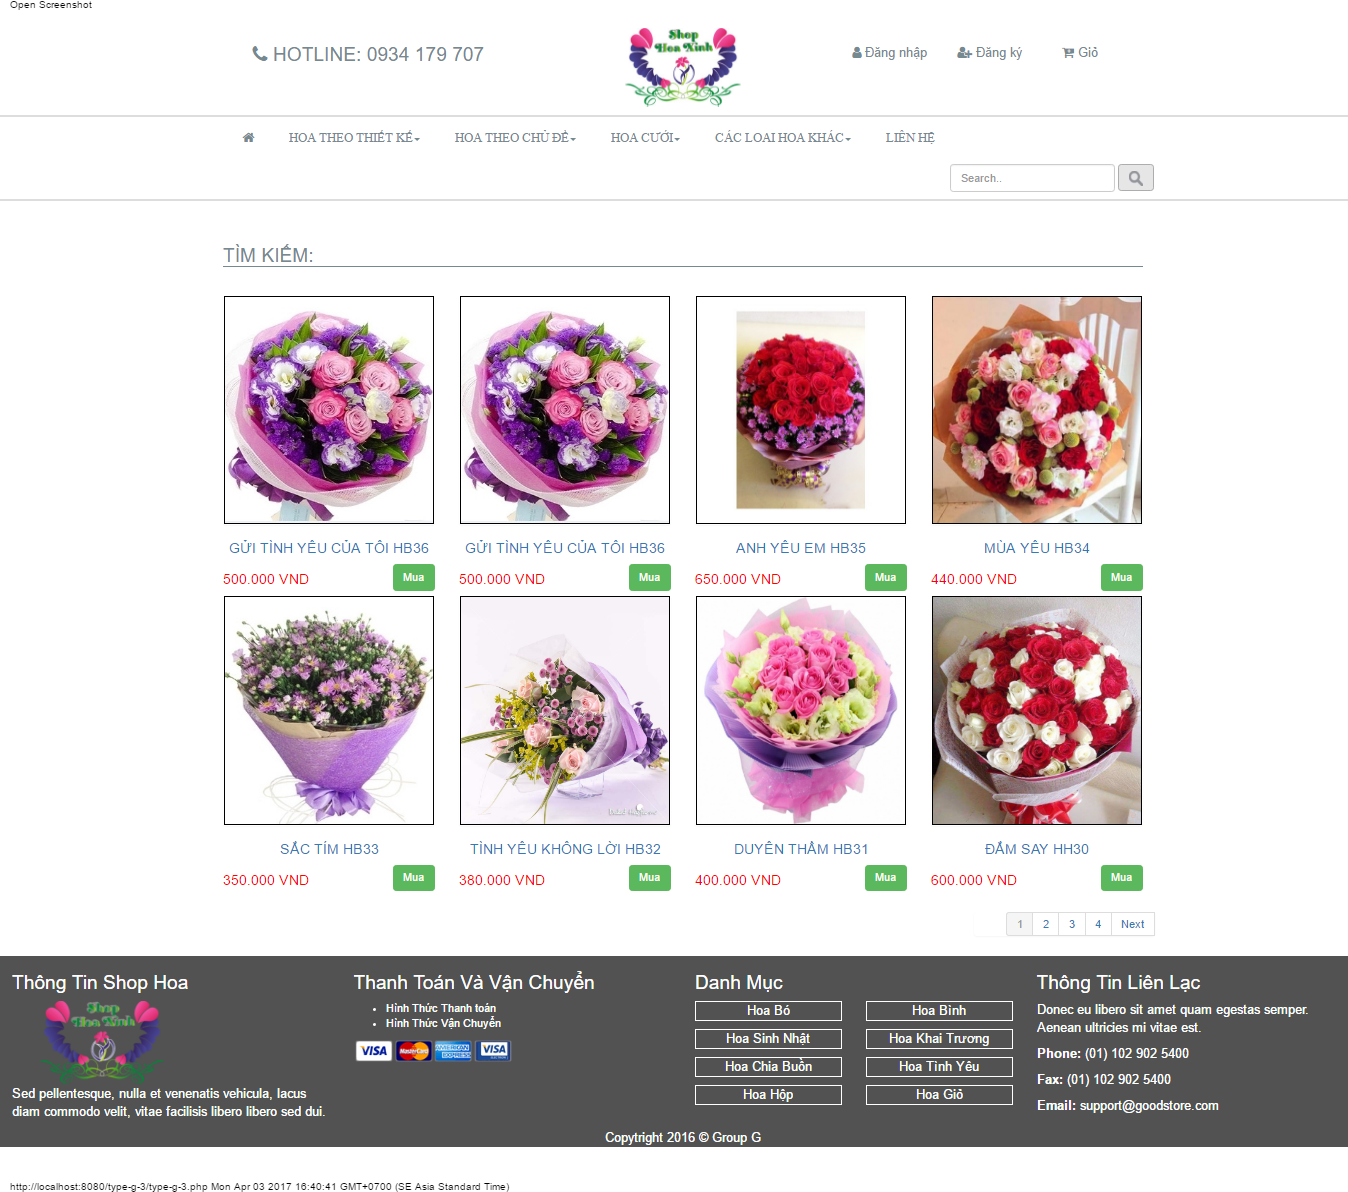 Open Screenshot
HOTLINE: 0934 179 707
Shop
Hoa Xinh
Đăng nhập
Đăng ký
Giỏ
HOA THEO THIẾT KẾ
HOA THEO CHỦ ĐỀ
HOA CƯỚI
CÁC LOẠI HOA KHÁC
LIÊN HỆ
Search..
TÌM KIẾM:
GỬI TÌNH YÊU CỦA TÔI HB36
GỬI TÌNH YÊU CỦA TÔI HB36
ANH YÊU EM HB35
MÙA YÊU HB34
500.000 VND
Mua
500.000 VND
Mua
650.000 VND
Mua
440.000 VND
Mua
SẮC TÍM HB33
TÌNH YÊU KHÔNG LỜI HB32
DUYÊN THẦM HB31
ĐẮM SAY HH30
350.000 VND
Mua
380.000 VND
Mua
400.000 VND
Mua
600.000 VND
Mua
1 2 3 4 Next
Thông Tin Shop Hoa
Shop
Hoa Xinh
Sed pellentesque, nulla et venenatis vehicula, lacus
diam commodo velit, vitae facilisis libero libero sed dui.
Thanh Toán Và Vận Chuyển
Hình Thức Thanh toán
Hình Thức Vận Chuyển
VISA
MasterCard
AMERICAN EXPRESS
VISA
Danh Mục
Hoa Bó
Hoa Bình
Hoa Sinh Nhật
Hoa Khai Trương
Hoa Chia Buồn
Hoa Tình Yêu
Hoa Hộp
Hoa Giỏ
Thông Tin Liên Lạc
Donec eu libero sit amet quam egestas semper.
Aenean ultricies mi vitae est.
Phone: (01) 102 902 5400
Fax: (01) 102 902 5400
Email: support@goodstore.com
Copytright 2016 © Group G
http://localhost:8080/type-g-3/type-g-3.php Mon Apr 03 2017 16:40:41 GMT+0700 (SE Asia Standard Time)